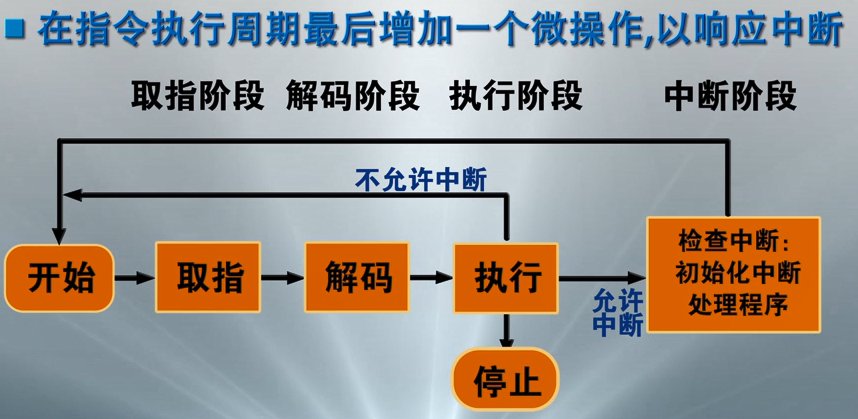 在指令执行周期最后增加一个微操作,以响应中断
取指阶段 解码阶段 执行阶段 中断阶段
不允许中断
开始
取指
解码
执行
允许
中断
检查中断：
初始化中断
处理程序
停止